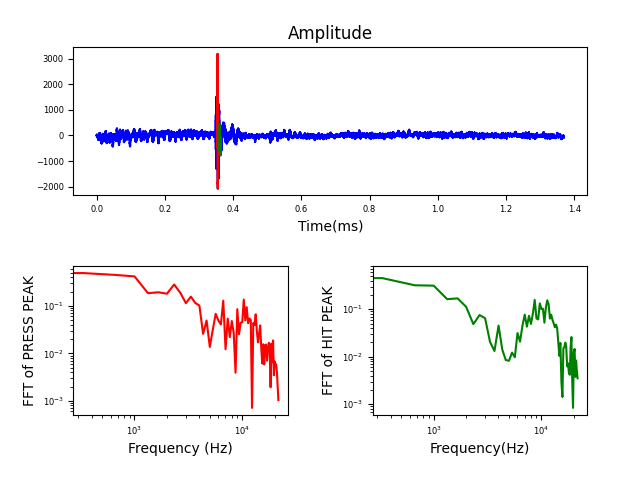 Amplitude
3000
2000
1000
0
−1000
−2000
0.0 0.2 0.4 0.6 0.8 1.0 1.2 1.4
Time(ms)
FFT of PRESS PEAK
10⁻¹
10⁻²
10⁻³
10³ 10⁴
Frequency (Hz)
FFT of HIT PEAK
10⁻¹
10⁻²
10⁻³
10³ 10⁴
Frequency(Hz)